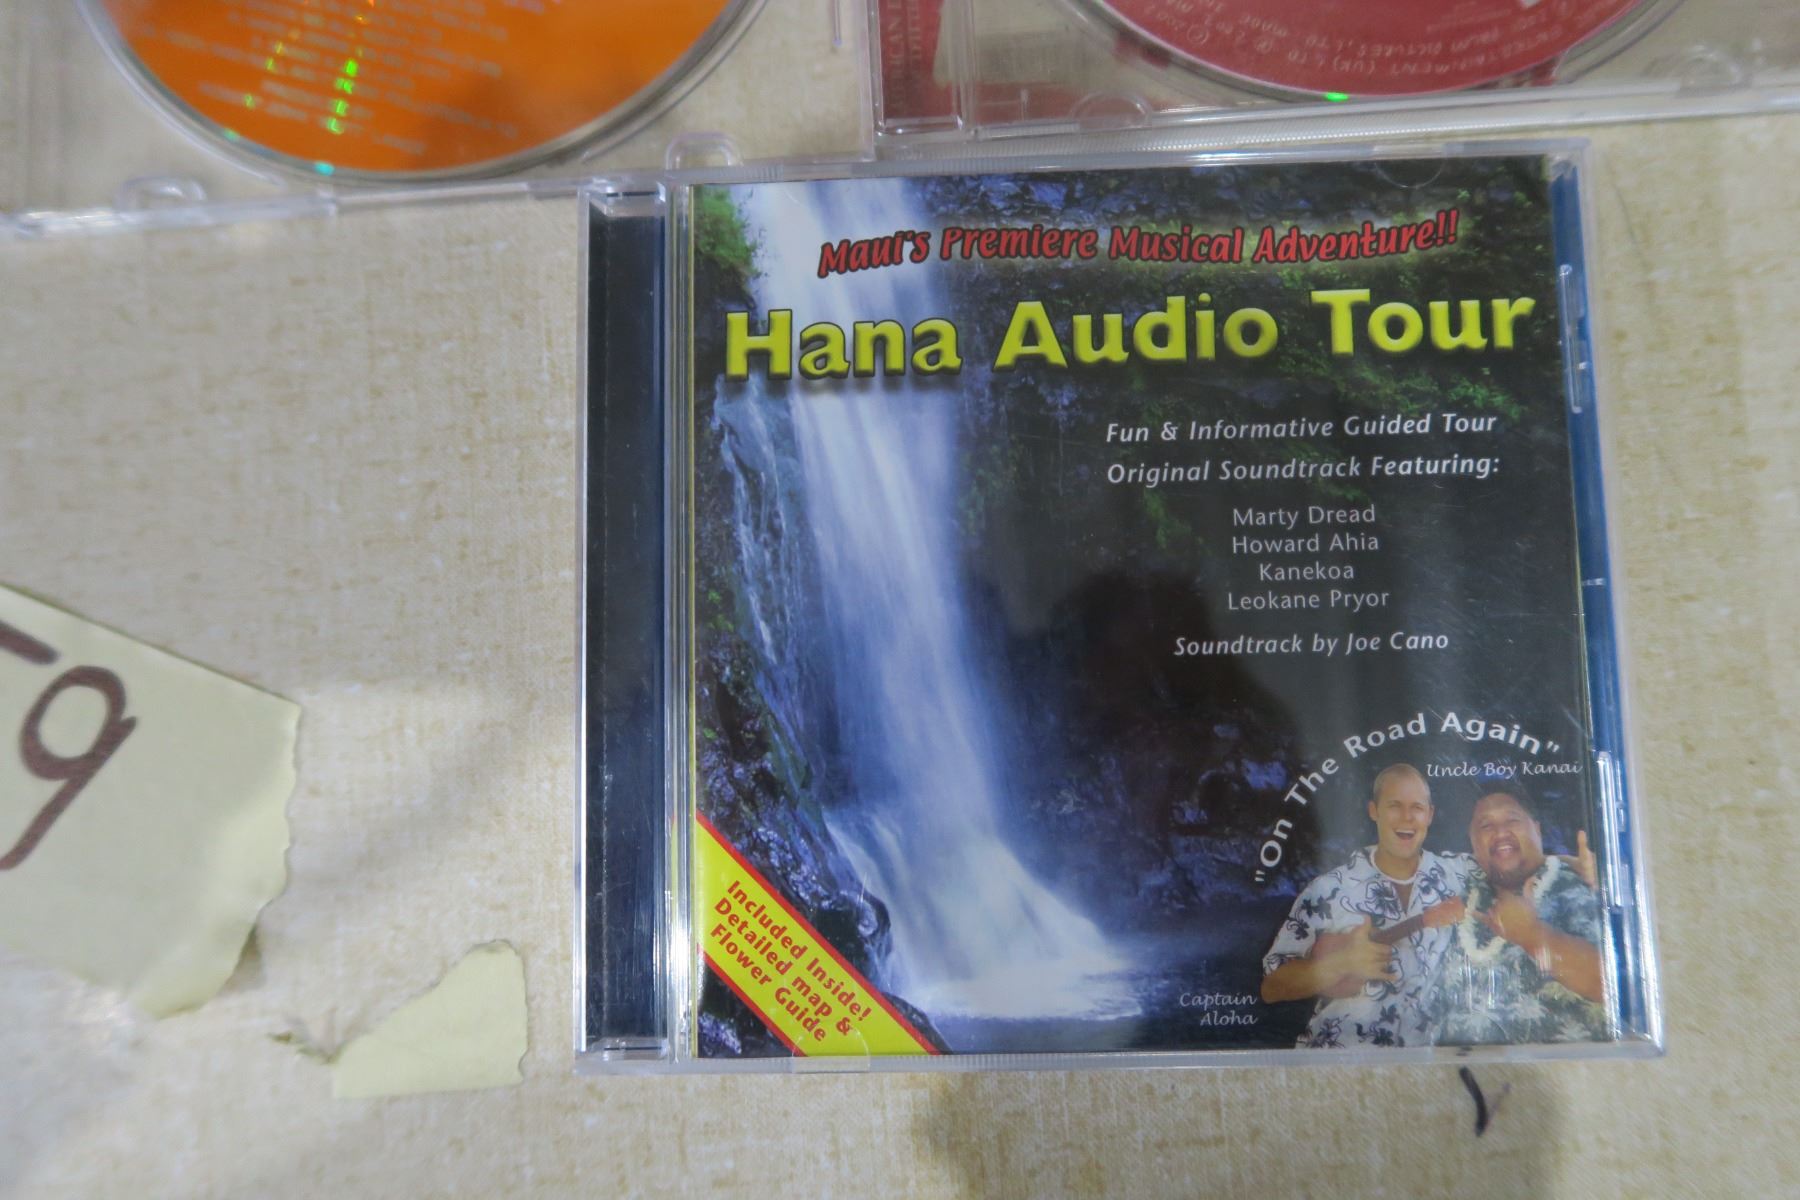 Maui's Premiere Musical Adventure!!
Hana Audio Tour
Fun & Informative Guided Tour
Original Soundtrack Featuring:
Marty Dread
Howard Ahia
Kanekoa
Leokane Pryor
Soundtrack by Joe Cano
"On The Road Again"
Uncle Boy Kanai
Captain
Aloha
Included Inside!
Detailed map &
Flower Guide
9